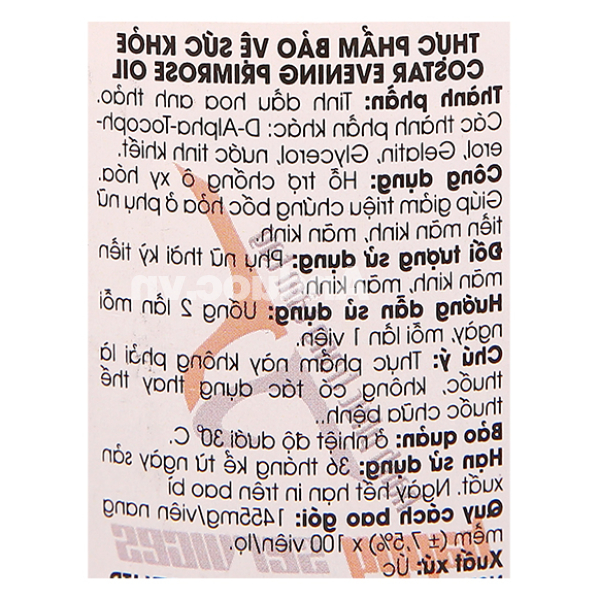 THỰC PHẨM BẢO VỆ SỨC KHỎE
COSTAR EVENING PRIMROSE OIL
Thành phần: Tinh dầu hoa anh thảo.
Các thành phần khác: D-Alpha-Tocoph-
erol, Gelatin, Glycerol, nước tinh khiết.
Công dụng: Hỗ trợ chống ô xy hóa.
Giúp giảm triệu chứng bốc hỏa ở phụ nữ
tiền mãn kinh, mãn kinh
Đối tượng sử dụng: Phụ nữ thời kỳ tiền
mãn kinh, mãn kinh.
Hướng dẫn sử dụng: Uống 2 lần mỗi
ngày, mỗi lần 1 viên.
Chú ý: Thực phẩm này không phải là
thuốc, không có tác dụng thay thế
thuốc chữa bệnh.
Bảo quản: ở nhiệt độ dưới 30°C.
Hạn sử dụng: 36 tháng kể từ ngày sản
xuất. Ngày hết hạn in trên bao bì
Quy cách bao gói: 1455mg/viên nang
mềm (± 7.5%) x 100 viên/lọ.
Xuất xứ: Úc